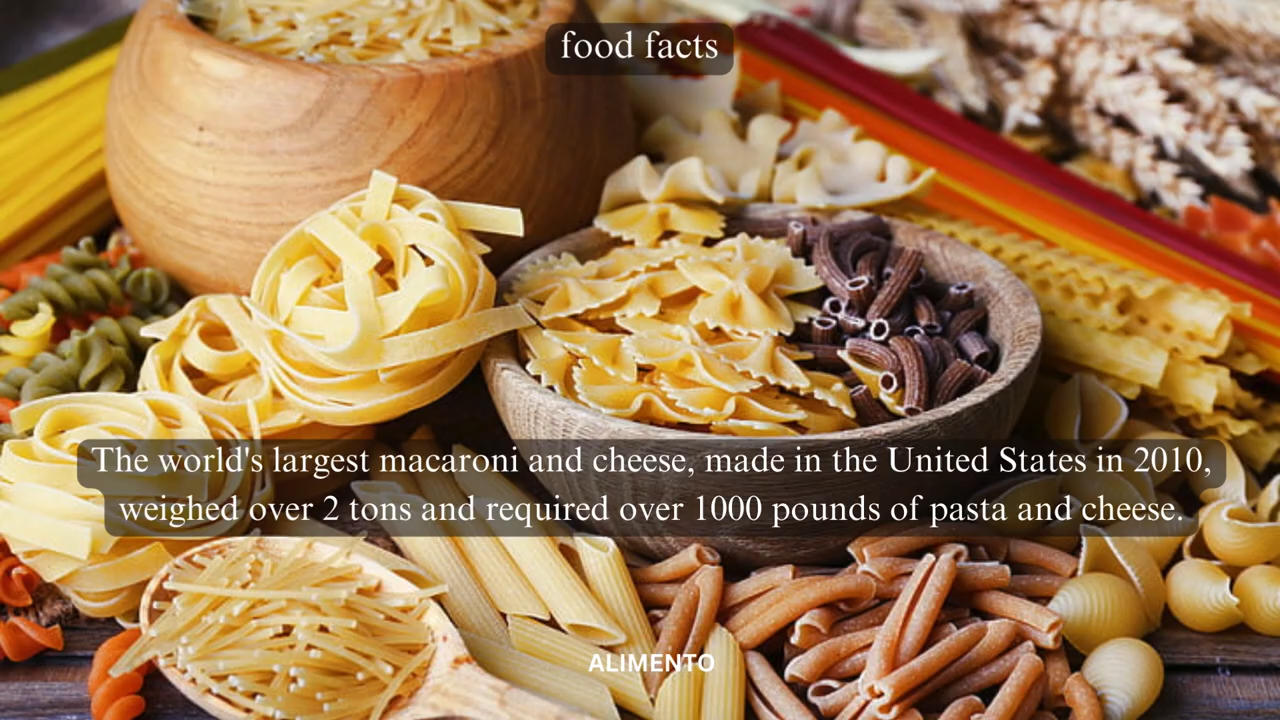 food facts
The world's largest macaroni and cheese, made in the United States in 2010,
weighed over 2 tons and required over 1000 pounds of pasta and cheese.
ALIMENTO